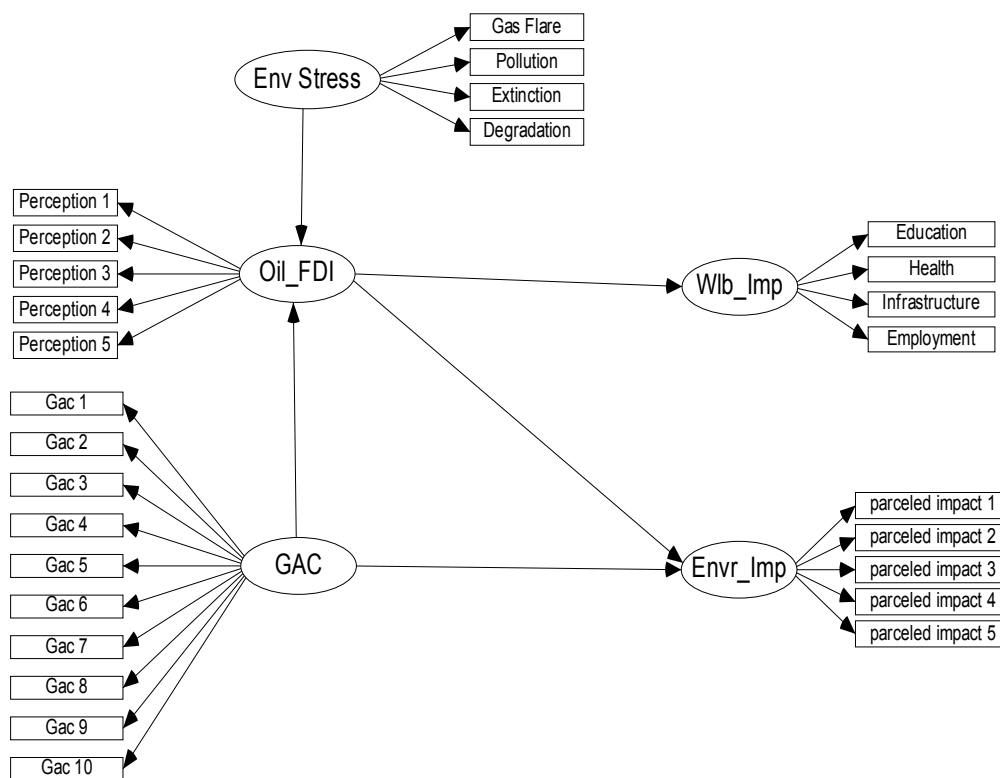 Gas Flare
Pollution
Extinction
Degradation
Env Stress
Perception 1
Perception 2
Perception 3
Perception 4
Perception 5
Oil_FDI
Wlb_Imp
Education
Health
Infrastructure
Employment
Gac 1
Gac 2
Gac 3
Gac 4
Gac 5
Gac 6
Gac 7
Gac 8
Gac 9
Gac 10
GAC
Envr_Imp
parceled impact 1
parceled impact 2
parceled impact 3
parceled impact 4
parceled impact 5